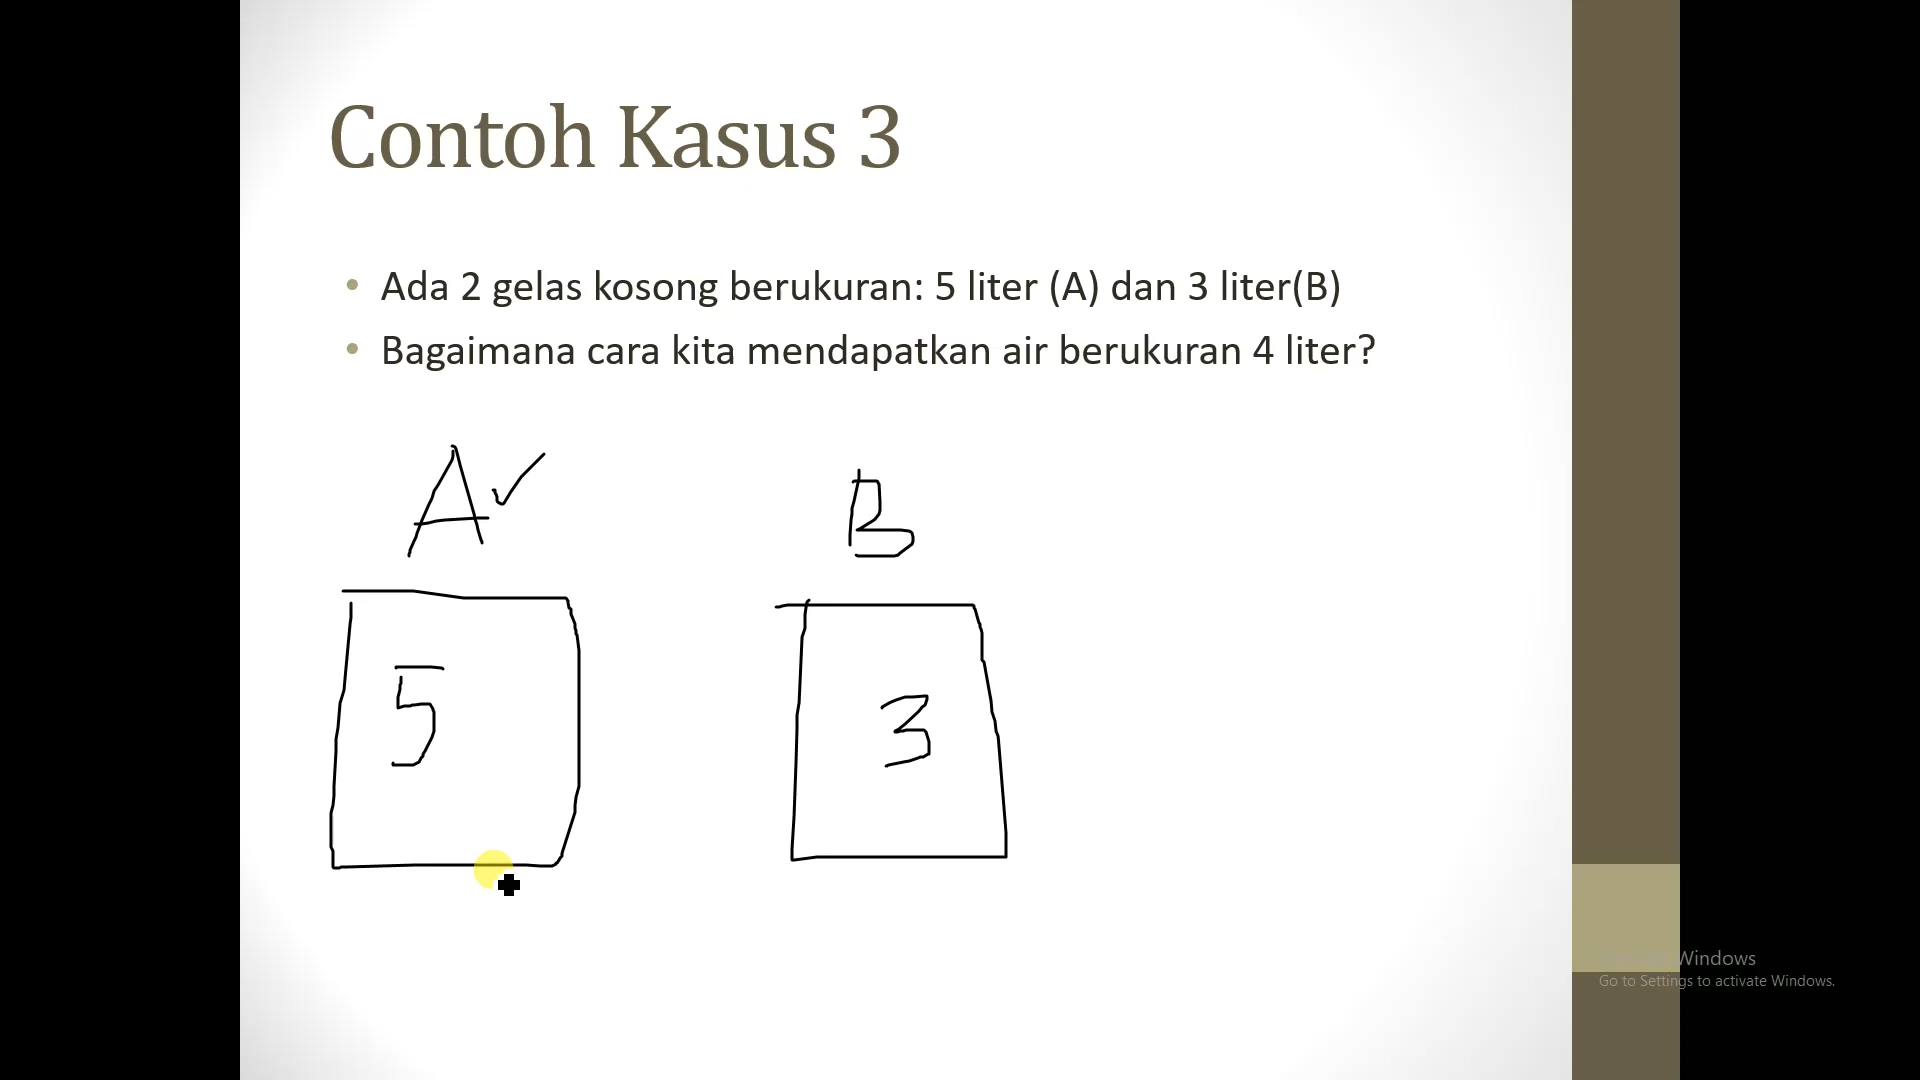 Contoh Kasus 3
• Ada 2 gelas kosong berukuran: 5 liter (A) dan 3 liter(B)
• Bagaimana cara kita mendapatkan air berukuran 4 liter?
A✓ B
5 3
Windows
Go to Settings to activate Windows.